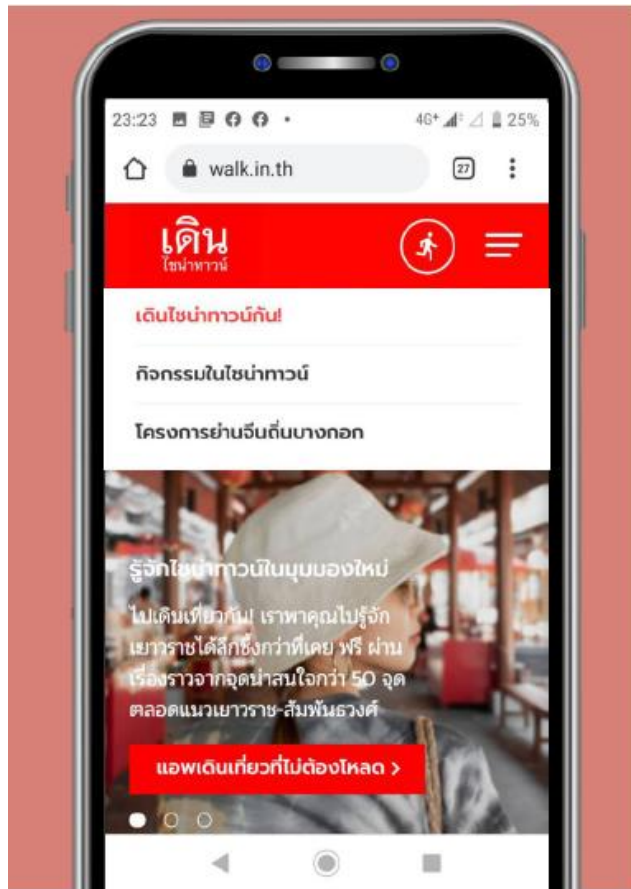 23:23
4G+
25%
walk.in.th
27
เดิน
ไชน่าทาวน์
เดินไชน่าทาวน์กัน!
กิจกรรมในไชน่าทาวน์
โครงการย่านจีนถิ่นบางกอก
รู้จักไชน่าทาวน์ในมุมมองใหม่
ไปเดินเที่ยวกัน! เราพาคุณไปรู้จัก
เยาวราชได้ลึกซึ้งกว่าที่เคย ฟรี ผ่าน
เรื่องราวจากจุดน่าสนใจกว่า 50 จุด
ตลอดแนวเยาวราช-สัมพันธวงศ์
แอพเดินเที่ยวที่ไม่ต้องโหลด >